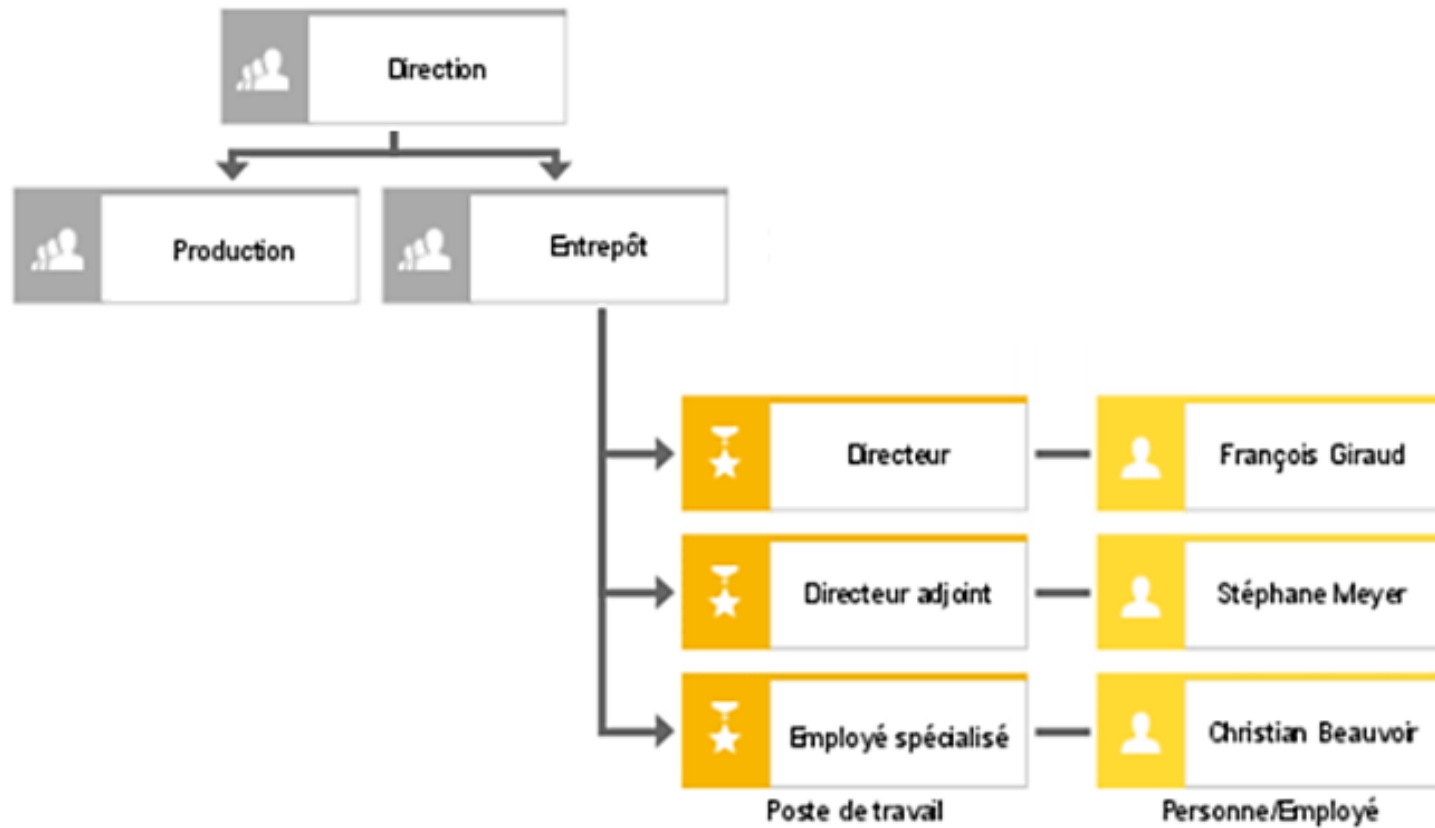 Direction
Production
Entrepôt
Directeur
François Giraud
Directeur adjoint
Stéphane Meyer
Employé spécialisé
Christian Beauvoir
Poste de travail
Personne/Employé